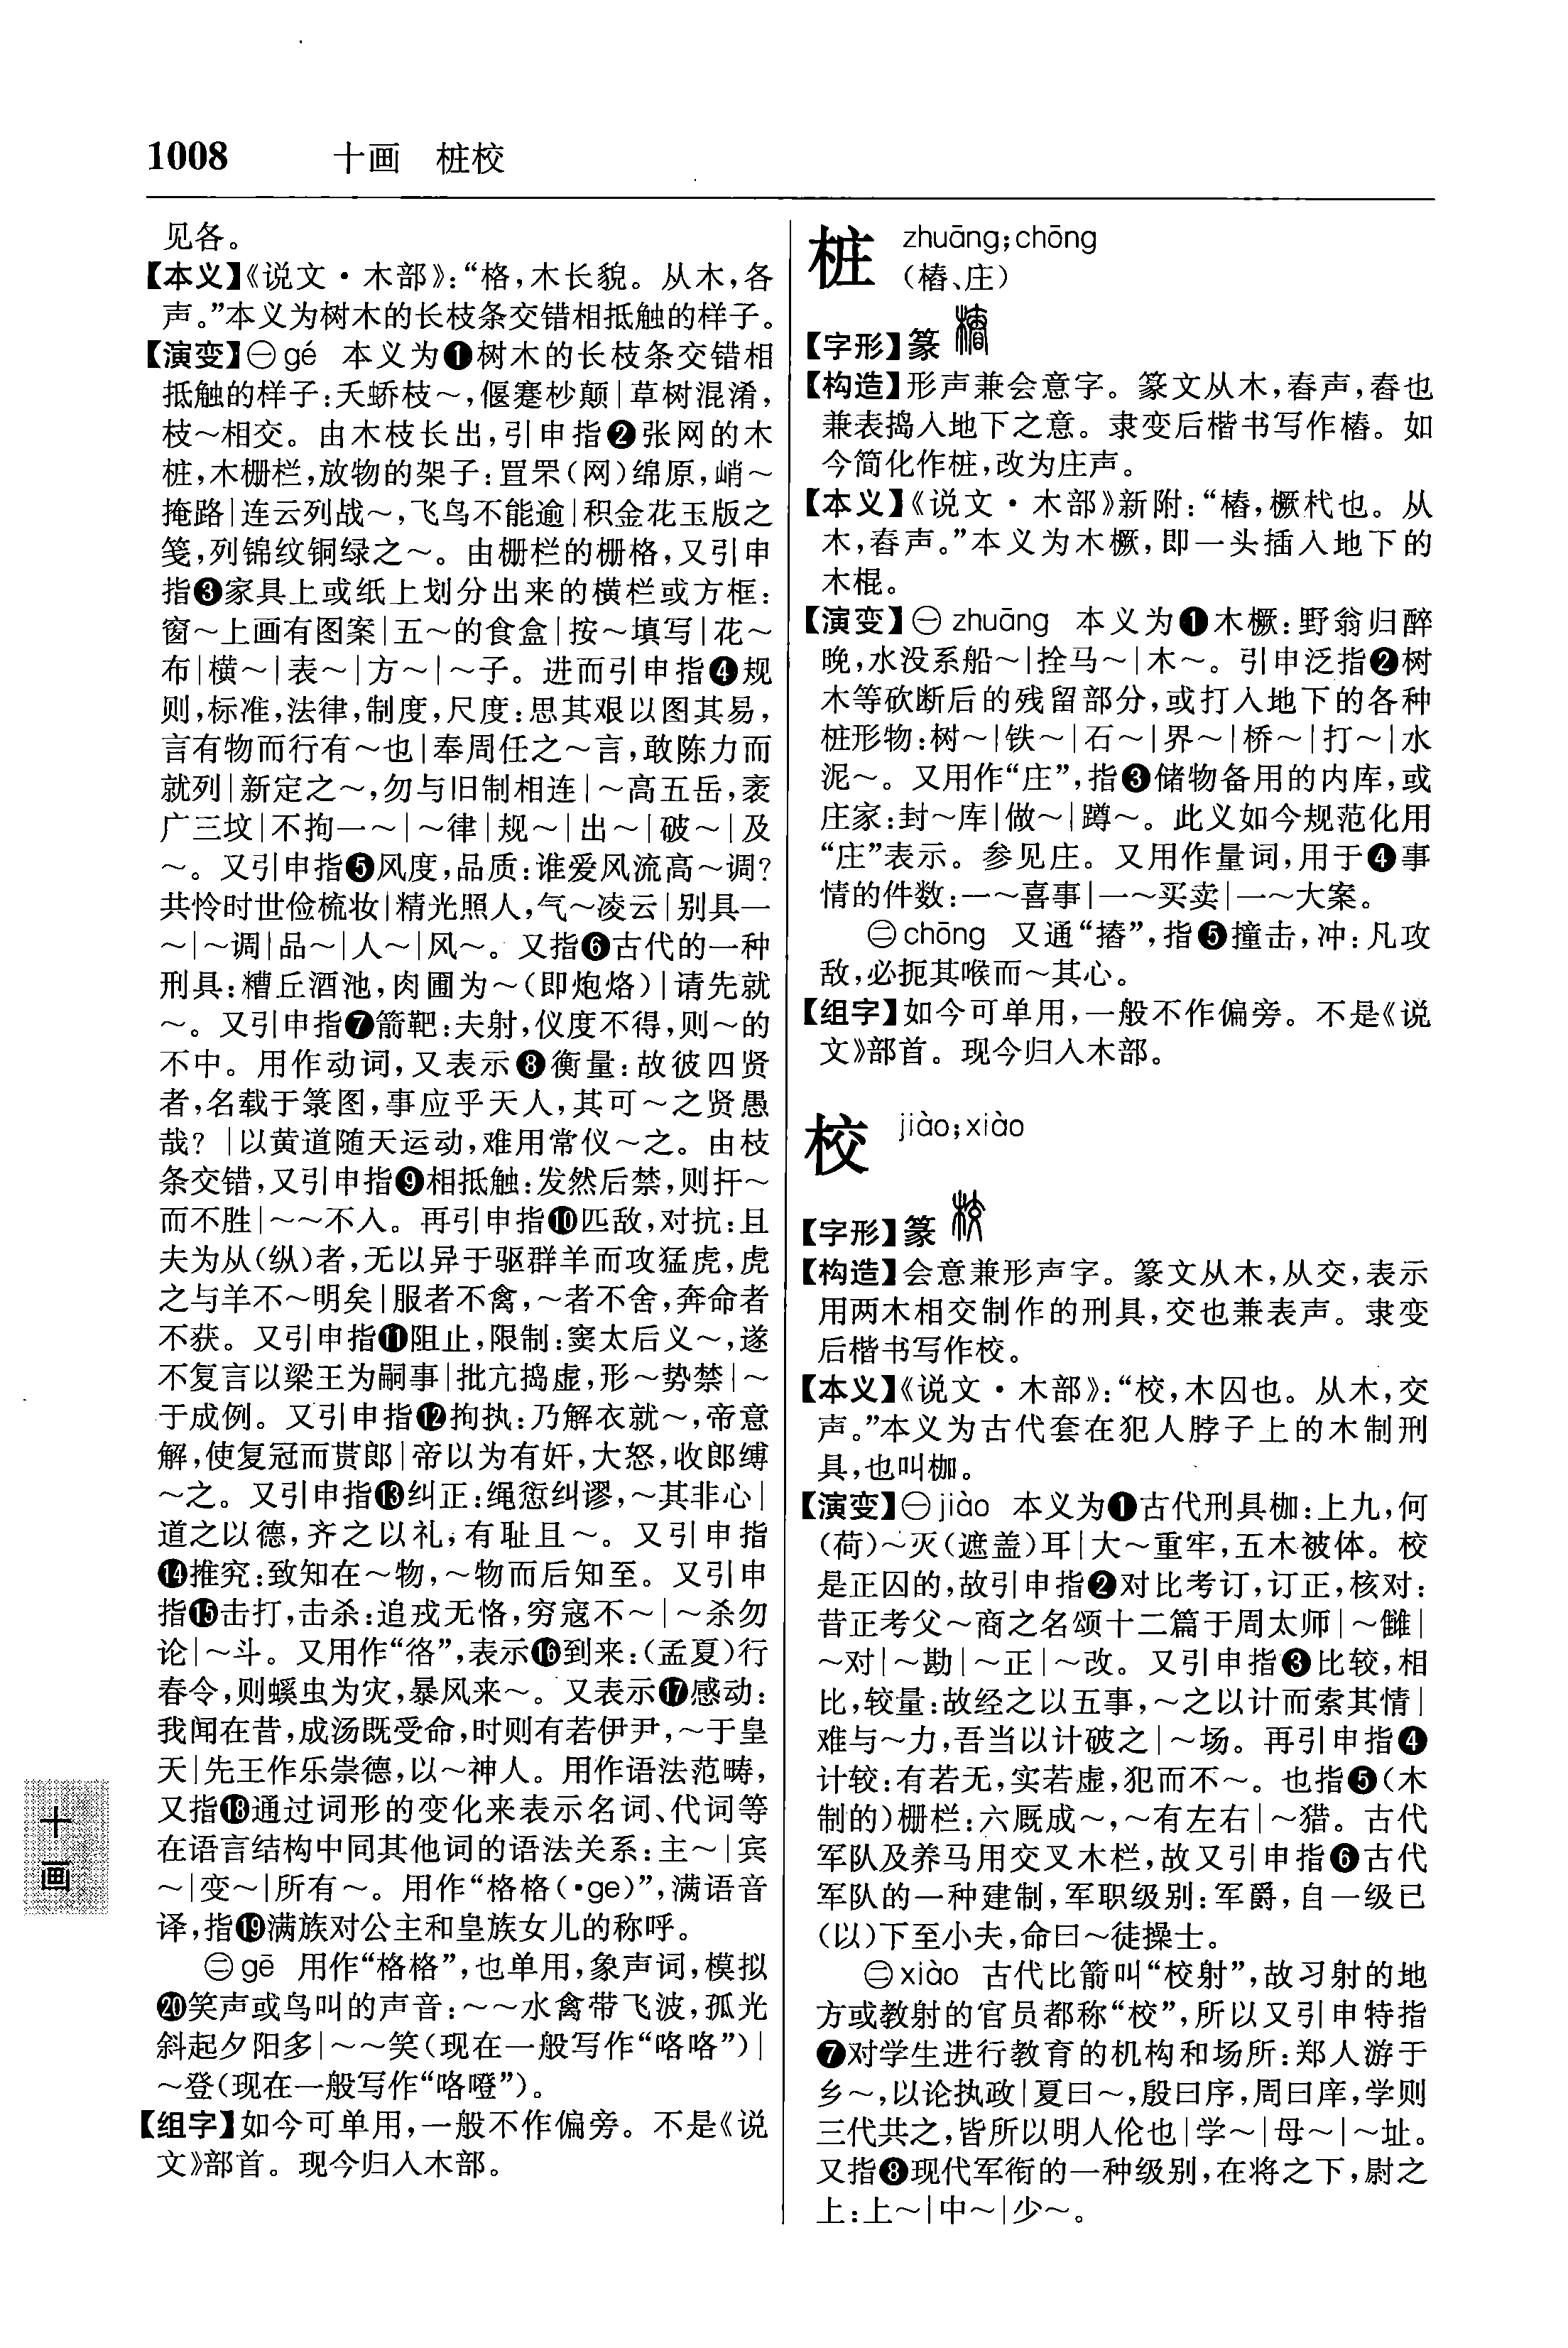 1008 十画 桩校
见各。
【本义】《说文·木部》:“格,木长貌。从木,各
声。”本义为树木的长枝条交错相抵触的样子。
【演变】㊀gé 本义为❶树木的长枝条交错相
抵触的样子:夭蟜枝～,偃蹇杪颠|草树混淆,
枝～相交。由木枝长出,引申指❷张网的木
桩,木栅栏,放物的架子:罝罘(网)绵原,峭～
掩路|连云列战～,飞鸟不能逾|积金花玉版之
笺,列锦纹铜绿之～。由栅栏的栅格,又引申
指❸家具上或纸上划分出来的横栏或方框:
窗～上画有图案|五～的食盒|按～填写|花～
布|横～|表～|方～|～子。进而引申指❹规
则,标准,法律,制度,尺度:思其艰以图其易,
言有物而行有～也|奉周任之～言,敢陈力而
就列|新定之～,勿与旧制相连|～高五岳,袤
广三坟|不拘一～|～律|规～|出～|破～|及
～。又引申指❺风度,品质:谁爱风流高～调?
共怜时世俭梳妆|精光照人,气～凌云|别具一
～|～调|品～|人～|风～。又指❻古代的一种
刑具:糟丘酒池,肉圃为～(即炮烙)|请先就
～。又引申指❼箭靶:夫射,仪度不得,则～的
不中。用作动词,又表示❽衡量:故彼四贤
者,名载于箓图,事应乎天人,其可～之贤愚
哉?|以黄道随天运动,难用常仪～之。由枝
条交错,又引申指❾相抵触:发然后禁,则扞～
而不胜|～～不入。再引申指❿匹敌,对抗:且
夫为从(纵)者,无以异于驱群羊而攻猛虎,虎
之与羊不～明矣|服者不禽,～者不舍,奔命者
不获。又引申指⓫阻止,限制:窦太后义～,遂
不复言以梁王为嗣事|批亢捣虚,形～势禁|～
于成例。又引申指⓬拘执:乃解衣就～,帝意
解,使复冠而贳郎|帝以为有奸,大怒,收郎缚
～之。又引申指⓭纠正:绳愆纠谬,～其非心|
道之以德,齐之以礼,有耻且～。又引申指
⓮推究:致知在～物,～物而后知至。又引申
指⓯击打,击杀:追戎无恪,穷寇不～|～杀勿
论|～斗。又用作“徦”,表示⓰到来:(孟夏)行
春令,则螇虫为灾,暴风来～。又表示⓱感动:
我闻在昔,成汤既受命,时则有若伊尹,～于皇
天|先王作乐崇德,以～神人。用作语法范畴,
又指⓲通过词形的变化来表示名词、代词等
在语言结构中同其他词的语法关系:主～|宾
～|变～|所有～。用作“格格(·ge)”,满语音
译,指⓳满族对公主和皇族女儿的称呼。
㊁gē 用作“格格”,也单用,象声词,模拟
⓴笑声或鸟叫的声音:～～水禽带飞波,孤光
斜起夕阳多|～～笑(现在一般写作“咯咯”)|
～登(现在一般写作“咯噔”)。
【组字】如今可单用,一般不作偏旁。不是《说
文》部首。现今归入木部。
桩 zhuāng;chōng
(樁、庄)
【字形】篆
【构造】形声兼会意字。篆文从木,舂声,舂也
兼表捣入地下之意。隶变后楷书写作樁。如
今简化作桩,改为庄声。
【本义】《说文·木部》新附:“樁,橛杙也。从
木,舂声。”本义为木橛,即一头插入地下的
木棍。
【演变】㊀zhuāng 本义为❶木橛:野翁归醉
晚,水没系船～|拴马～|木～。引申泛指❷树
木等砍断后的残留部分,或打入地下的各种
桩形物:树～|铁～|石～|界～|桥～|打～|水
泥～。又用作“庄”,指❸储物备用的内库,或
庄家:封～库|做～|蹲～。此义如今规范化用
“庄”表示。参见庄。又用作量词,用于❹事
情的件数:一～喜事|一～买卖|一～大案。
㊁chōng 又通“摏”,指❺撞击,冲:凡攻
敌,必扼其喉而～其心。
【组字】如今可单用,一般不作偏旁。不是《说
文》部首。现今归入木部。
校 jiào;xiào
【字形】篆
【构造】会意兼形声字。篆文从木,从交,表示
用两木相交制作的刑具,交也兼表声。隶变
后楷书写作校。
【本义】《说文·木部》:“校,木囚也。从木,交
声。”本义为古代套在犯人脖子上的木制刑
具,也叫枷。
【演变】㊀jiào 本义为❶古代刑具枷:上九,何
(荷)～灭(遮盖)耳|大～重牢,五木被体。校
是正囚的,故引申指❷对比考订,订正,核对:
昔正考父～商之名颂十二篇于周太师|～雠|
～对|～勘|～正|～改。又引申指❸比较,相
比,较量:故经之以五事,～之以计而索其情|
难与～力,吾当以计破之|～场。再引申指❹
计较:有若无,实若虚,犯而不～。也指❺(木
制的)栅栏:六厩成～,～有左右|～猎。古代
军队及养马用交叉木栏,故又引申指❻古代
军队的一种建制,军职级别:军爵,自一级已
(以)下至小夫,命曰～徒操士。
㊁xiào 古代比箭叫“校射”,故习射的地
方或教射的官员都称“校”,所以又引申特指
❼对学生进行教育的机构和场所:郑人游于
乡～,以论执政|夏曰～,殷曰序,周曰庠,学则
三代共之,皆所以明人伦也|学～|母～|～址。
又指❽现代军衔的一种级别,在将之下,尉之
上:上～|中～|少～。
十画